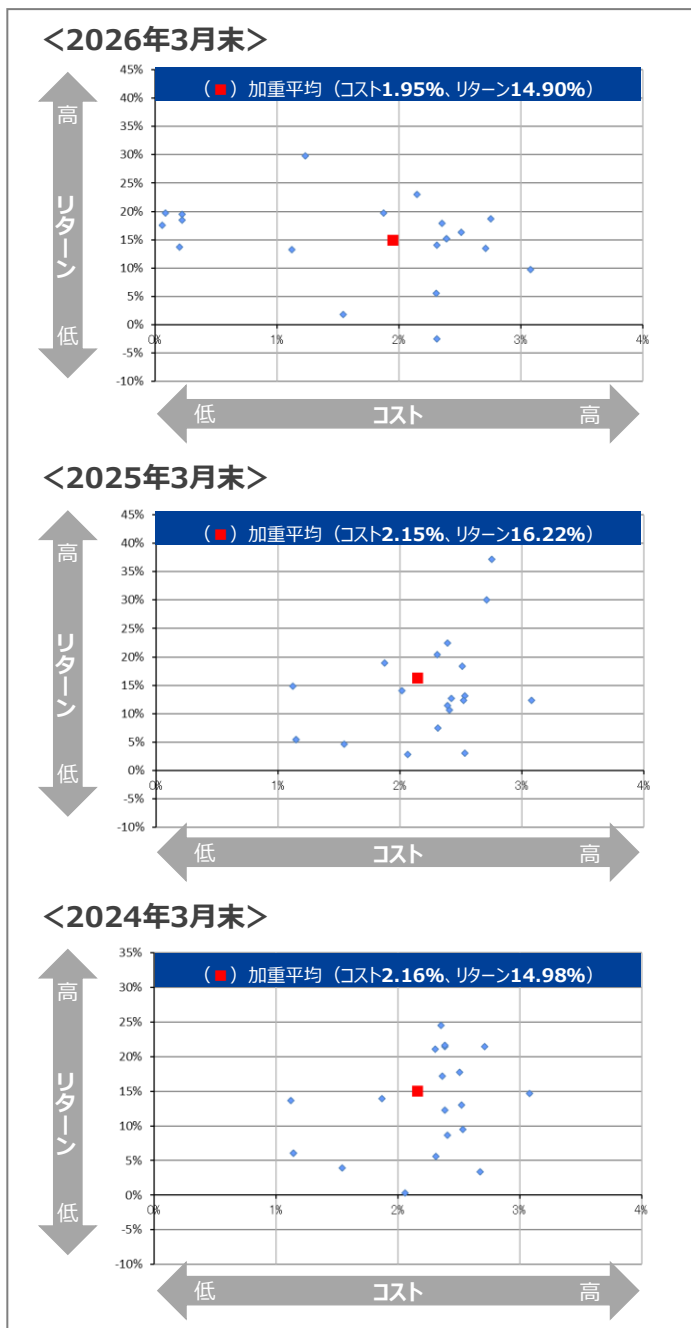 <2026年3月末>
(■) 加重平均 (コスト1.95%、リターン14.90%)
高
リターン
低
45%
40%
35%
30%
25%
20%
15%
10%
5%
0%
-5%
-10%
0%
1%
2%
3%
4%
低
コスト
高
<2025年3月末>
(■) 加重平均 (コスト2.15%、リターン16.22%)
高
リターン
低
45%
40%
35%
30%
25%
20%
15%
10%
5%
0%
-5%
-10%
0%
1%
2%
3%
4%
低
コスト
高
<2024年3月末>
(■) 加重平均 (コスト2.16%、リターン14.98%)
高
リターン
低
35%
30%
25%
20%
15%
10%
5%
0%
-5%
-10%
0%
1%
2%
3%
4%
低
コスト
高